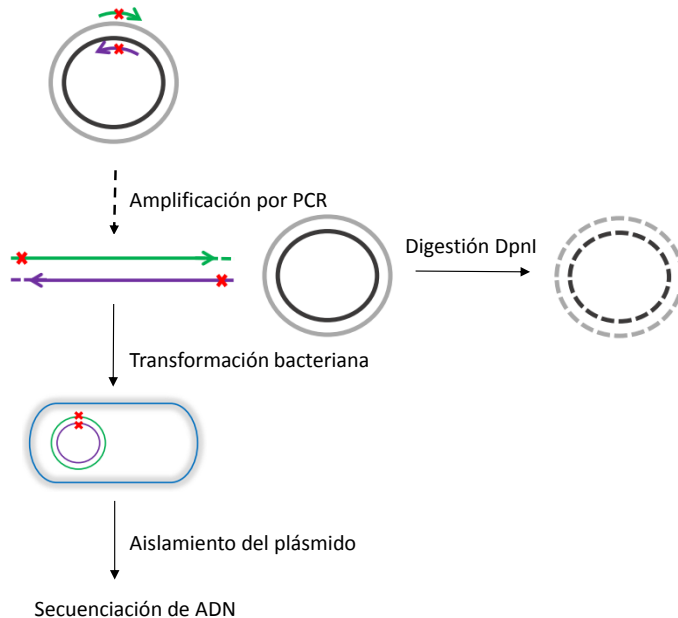 Amplificación por PCR
Digestión DpnI
Transformación bacteriana
Aislamiento del plásmido
Secuenciación de ADN